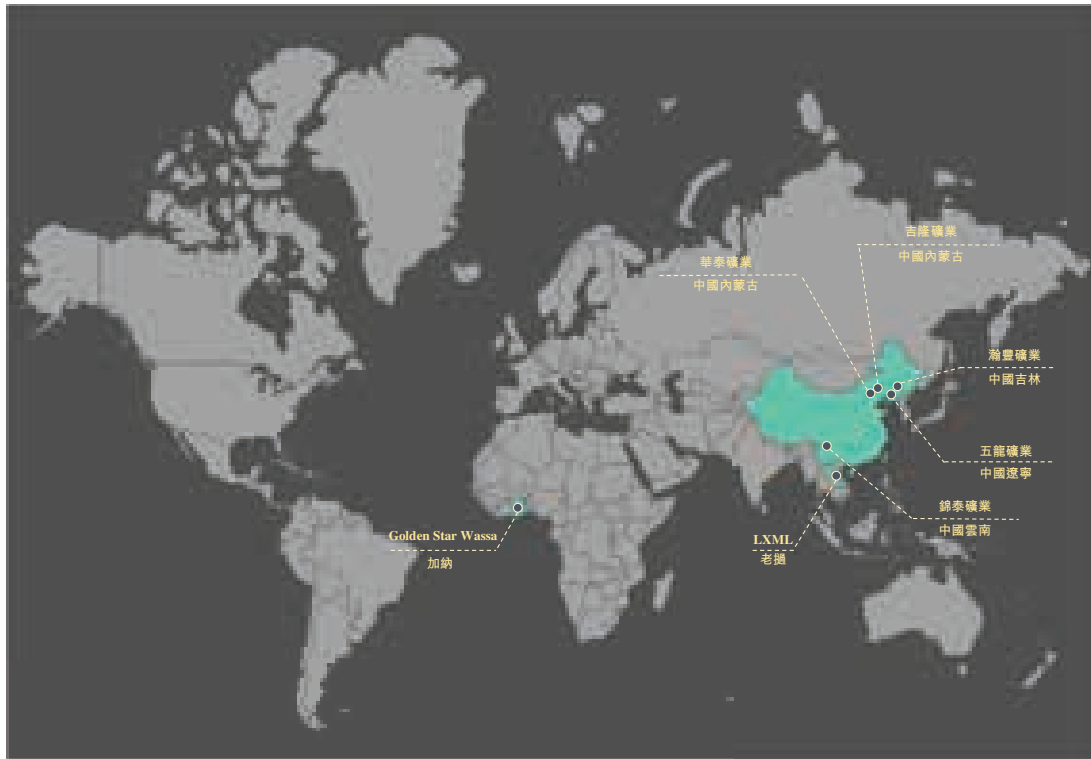 吉隆礦業
中國內蒙古
華泰礦業
中國內蒙古
瀚豐礦業
中國吉林
五龍礦業
中國遼寧
錦泰礦業
中國雲南
Golden Star Wassa
加納
LXML
老撾